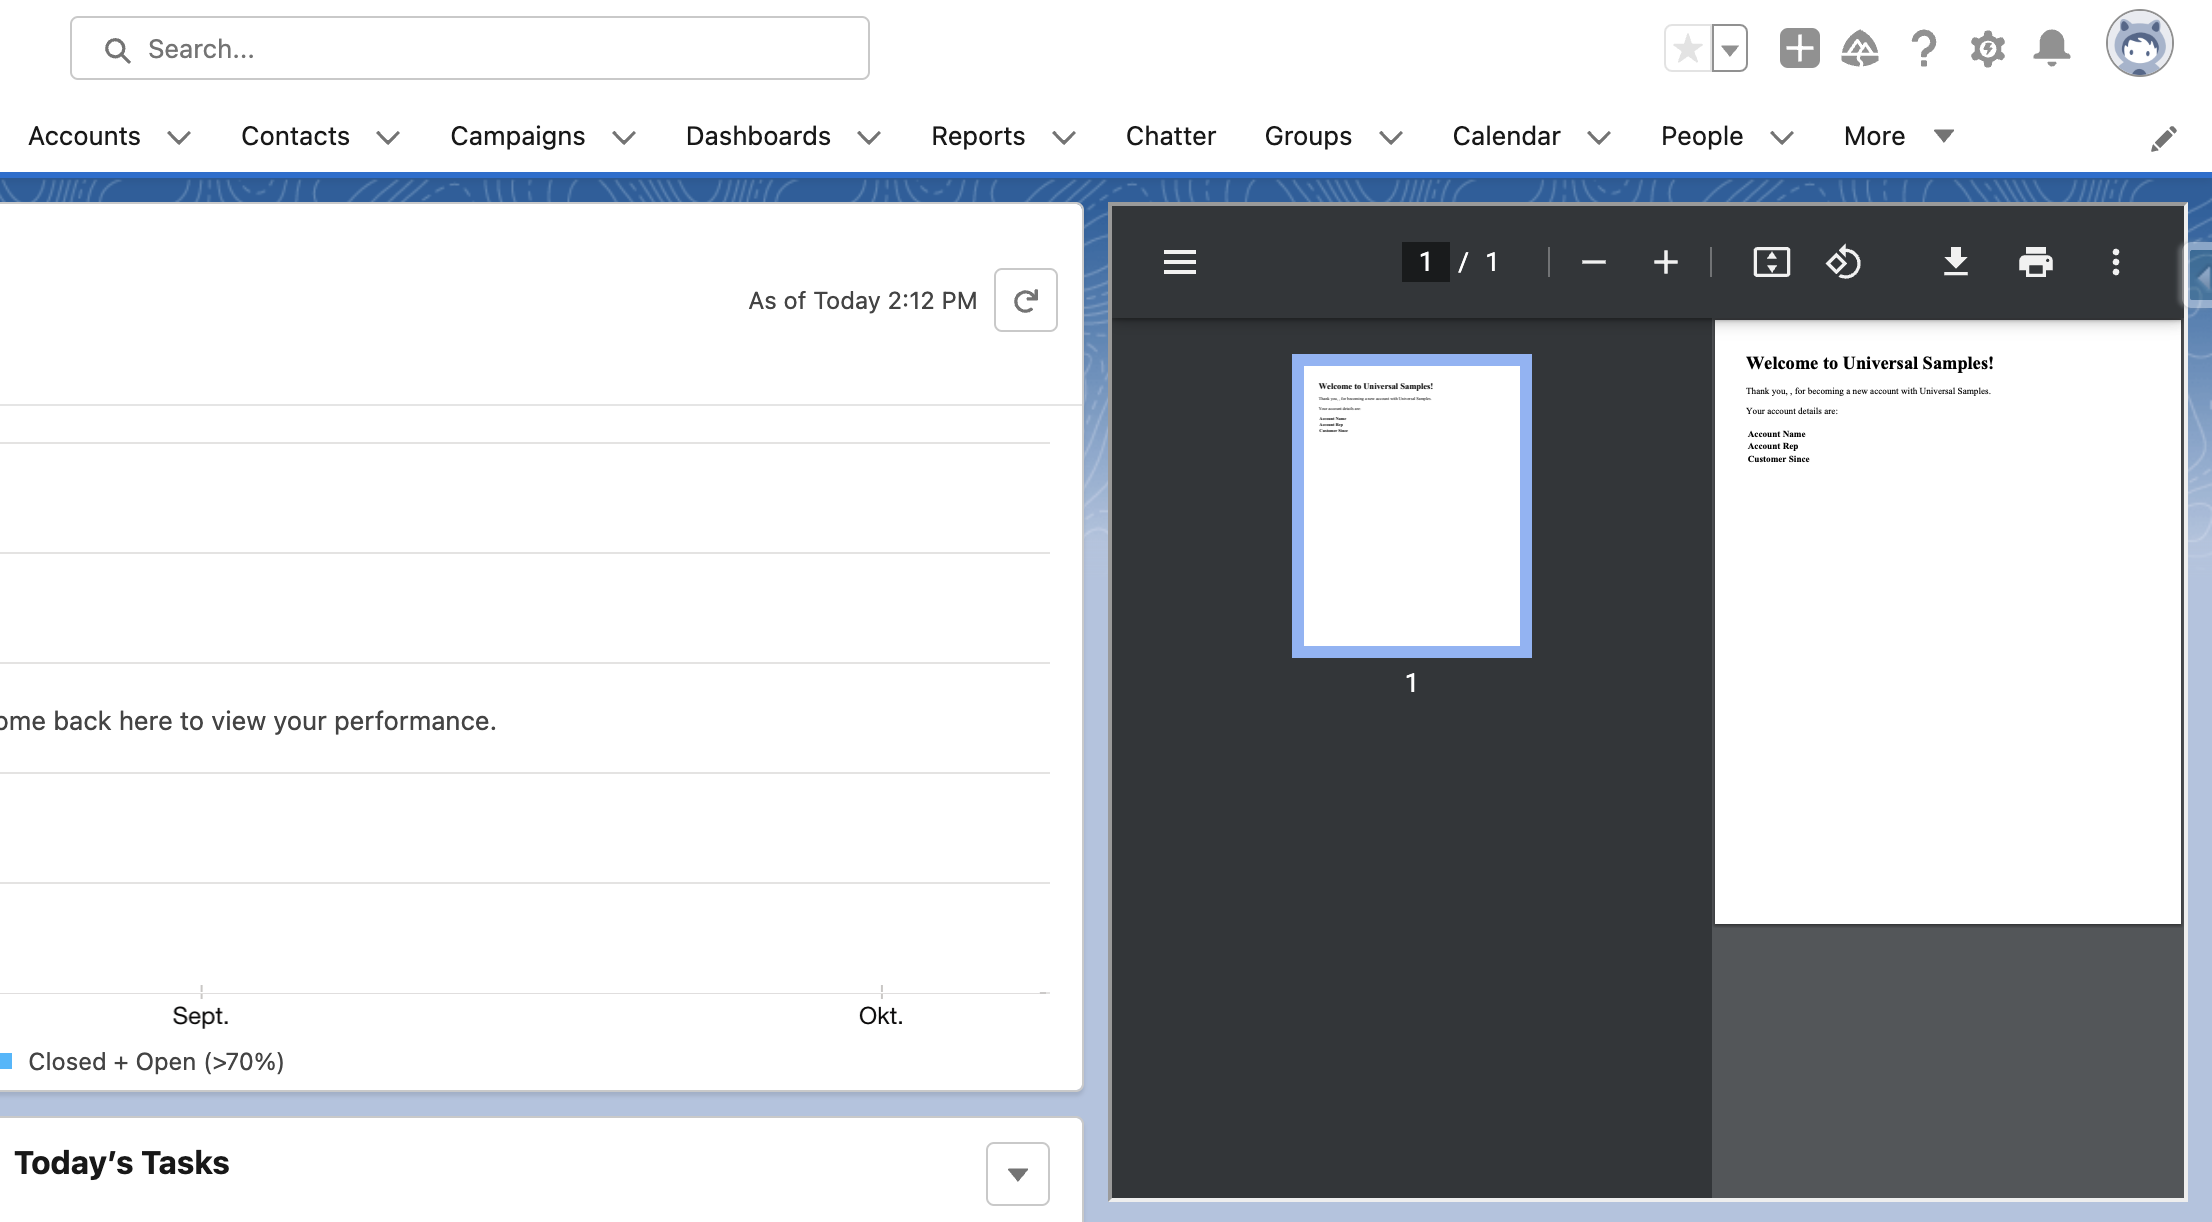 Search...
Accounts Contacts Campaigns Dashboards Reports Chatter Groups Calendar People More
As of Today 2:12 PM
ome back here to view your performance.
Sept. Okt.
Closed + Open (>70%)
Today's Tasks
1 / 1
Welcome to Universal Samples!
Thank you, , for becoming a new account with Universal Samples.
Your account details are:
Account Name
Account Rep
Customer Since
1
Welcome to Universal Samples!
Thank you, , for becoming a new account with Universal Samples.
Your account details are:
Account Name
Account Rep
Customer Since